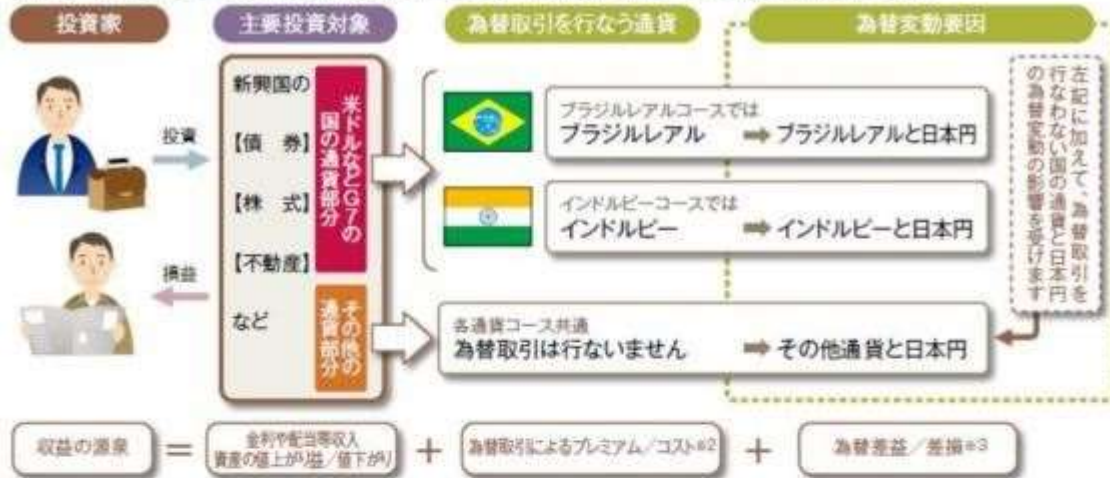 投資家
主要投資対象
為替取引を行なう通貨
為替変動要因
投資
損益
新興国の
【債 券】
【株 式】
【不動産】
など
米ドルなどG7の
国の通貨部分
その他の
通貨部分
ブラジルレアルコースでは
ブラジルレアル
ブラジルレアルと日本円
インドルピーコースでは
インドルピー
インドルピーと日本円
各通貨コース共通
為替取引は行ないません
その他通貨と日本円
左記に加えて、為替取引を
行なわない国の通貨と日本円
の為替変動の影響を受けます
収益の源泉
=
金利や配当等収入
資産の値上がり益/値下がり
+
為替取引によるプレミアム/コスト※2
+
為替差益/差損※3